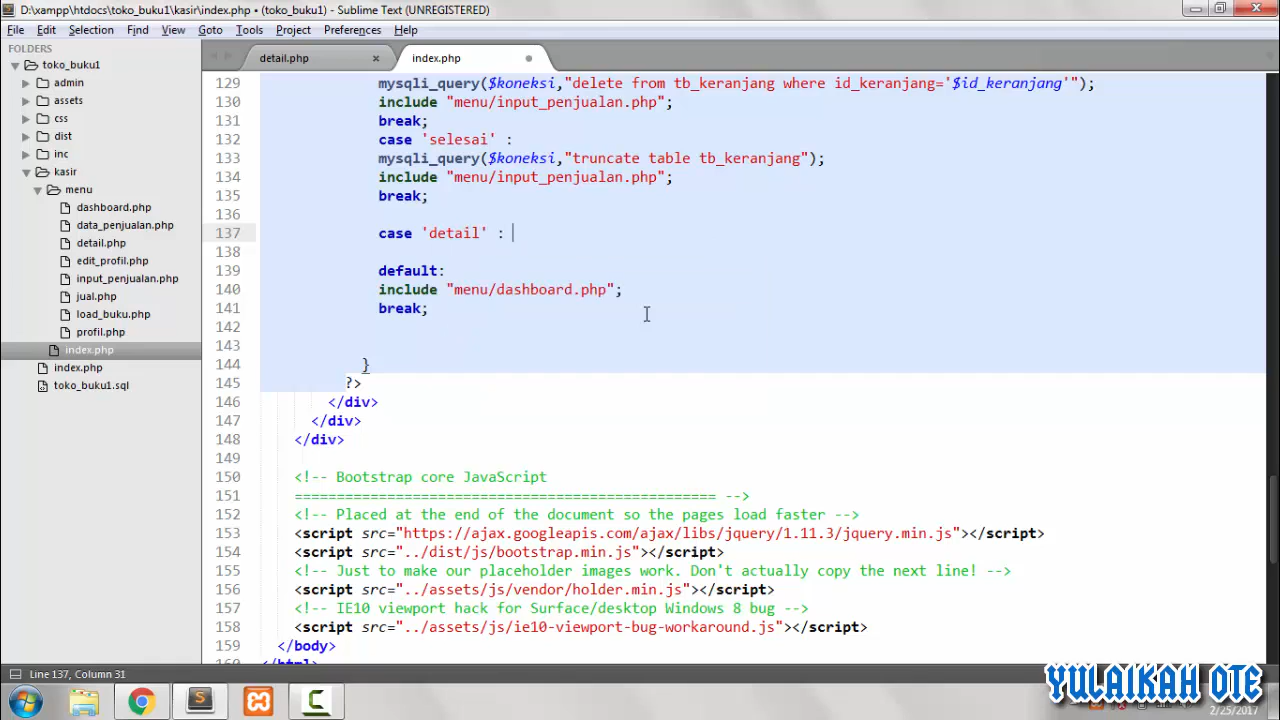 D:\xampp\htdocs\toko_buku1\kasir\index.php • (toko_buku1) - Sublime Text (UNREGISTERED)
File Edit Selection Find View Goto Tools Project Preferences Help
FOLDERS
toko_buku1
admin
assets
css
dist
inc
kasir
menu
dashboard.php
data_penjualan.php
detail.php
edit_profil.php
input_penjualan.php
jual.php
load_buku.php
profil.php
index.php
index.php
toko_buku1.sql
detail.php × index.php
129 mysqli_query($koneksi,"delete from tb_keranjang where id_keranjang='$id_keranjang'");
130 include "menu/input_penjualan.php";
131 break;
132 case 'selesai' :
133 mysqli_query($koneksi,"truncate table tb_keranjang");
134 include "menu/input_penjualan.php";
135 break;
136
137 case 'detail' :
138
139 default:
140 include "menu/dashboard.php";
141 break;
142
143
144 }
145 ?>
146 </div>
147 </div>
148 </div>
149
150 <!-- Bootstrap core JavaScript
151 ================================================== -->
152 <!-- Placed at the end of the document so the pages load faster -->
153 <script src="https://ajax.googleapis.com/ajax/libs/jquery/1.11.3/jquery.min.js"></script>
154 <script src="../dist/js/bootstrap.min.js"></script>
155 <!-- Just to make our placeholder images work. Don't actually copy the next line! -->
156 <script src="../assets/js/vendor/holder.min.js"></script>
157 <!-- IE10 viewport hack for Surface/desktop Windows 8 bug -->
158 <script src="../assets/js/ie10-viewport-bug-workaround.js"></script>
159 </body>
160 </html>
Line 137, Column 31
YULAIKAH OTE
2/25/2017